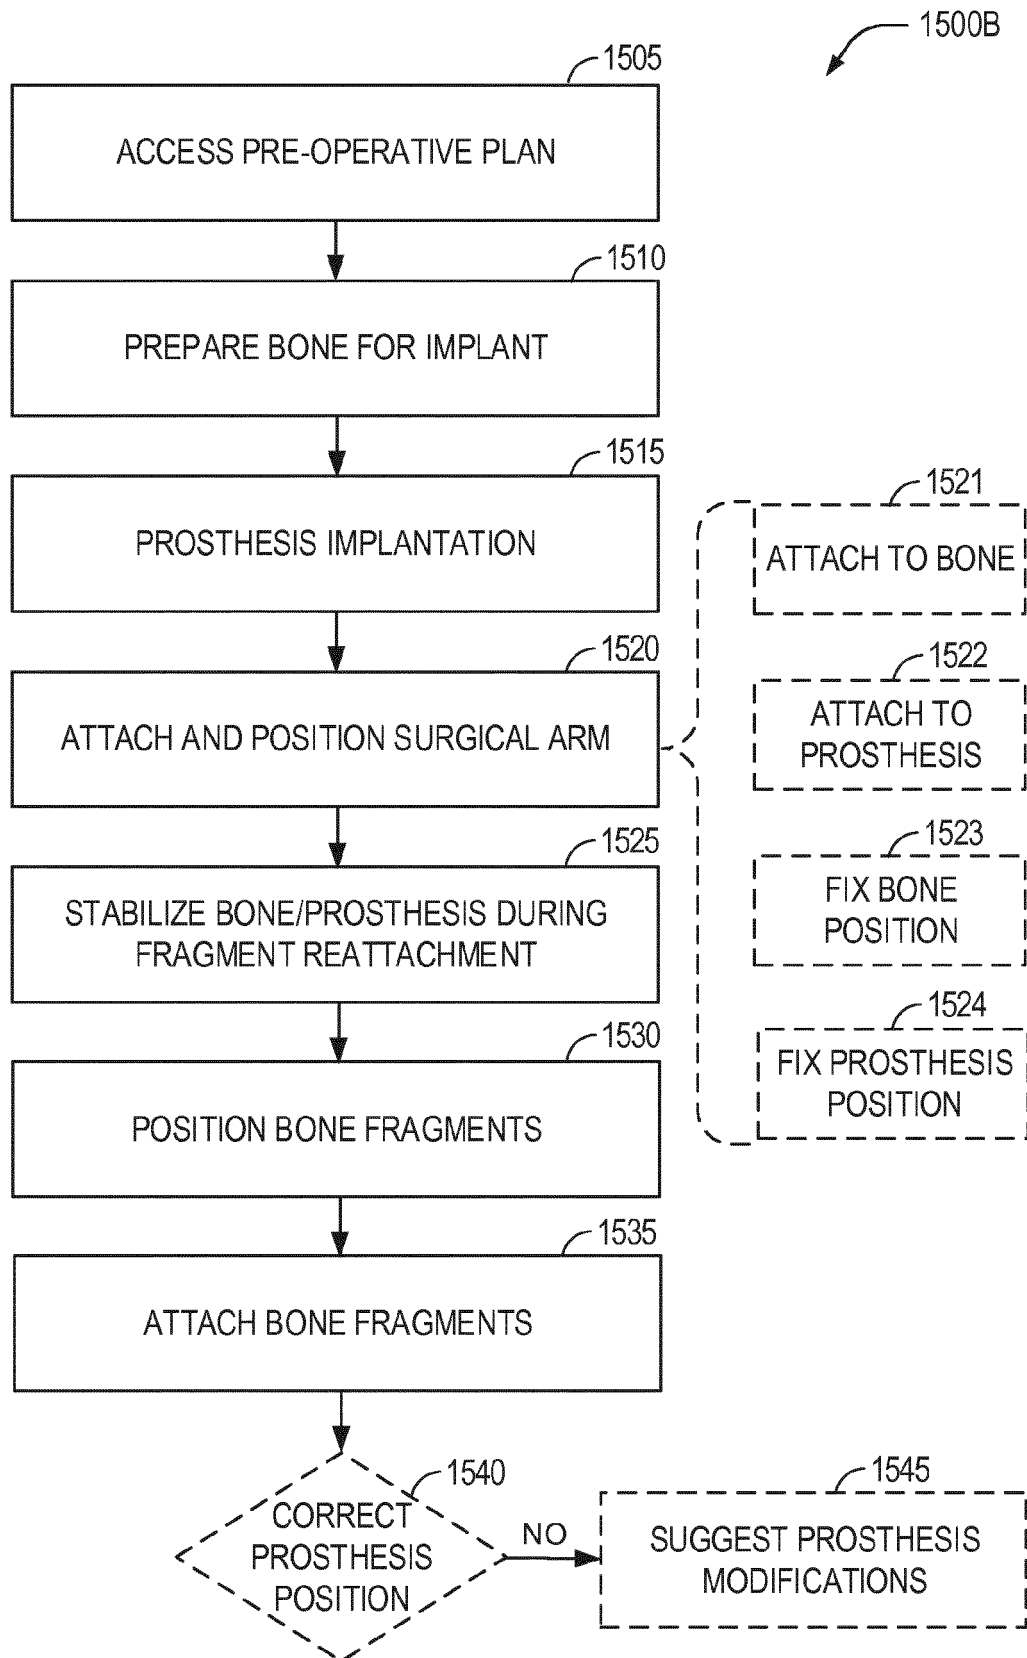 1500B
1505
ACCESS PRE-OPERATIVE PLAN
1510
PREPARE BONE FOR IMPLANT
1515
PROSTHESIS IMPLANTATION
1520
ATTACH AND POSITION SURGICAL ARM
1521
ATTACH TO BONE
1522
ATTACH TO
PROSTHESIS
1523
FIX BONE
POSITION
1524
FIX PROSTHESIS
POSITION
1525
STABILIZE BONE/PROSTHESIS DURING
FRAGMENT REATTACHMENT
1530
POSITION BONE FRAGMENTS
1535
ATTACH BONE FRAGMENTS
1540
CORRECT
PROSTHESIS
POSITION
NO
1545
SUGGEST PROSTHESIS
MODIFICATIONS